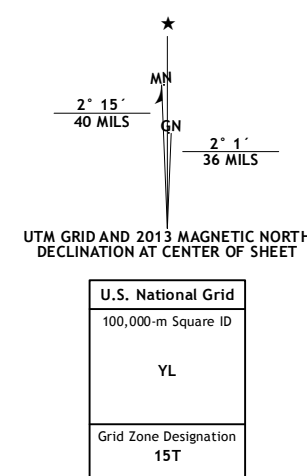 ★
MN
2° 15´
40 MILS
GN
2° 1´
36 MILS
UTM GRID AND 2013 MAGNETIC NORTH
DECLINATION AT CENTER OF SHEET
U.S. National Grid
100,000-m Square ID
YL
Grid Zone Designation
15T